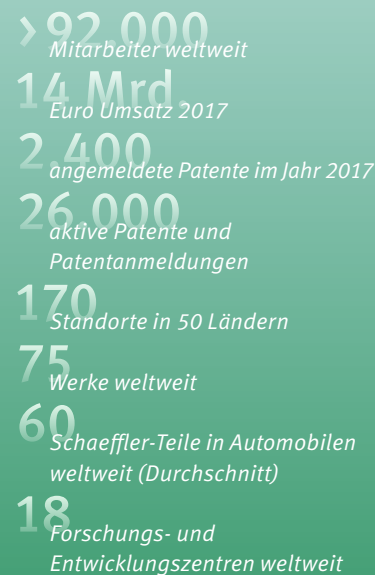 >92.000
Mitarbeiter weltweit
14 Mrd.
Euro Umsatz 2017
2.400
angemeldete Patente im Jahr 2017
26.000
aktive Patente und
Patentanmeldungen
170
Standorte in 50 Ländern
75
Werke weltweit
60
Schaeffler-Teile in Automobilen
weltweit (Durchschnitt)
18
Forschungs- und
Entwicklungszentren weltweit